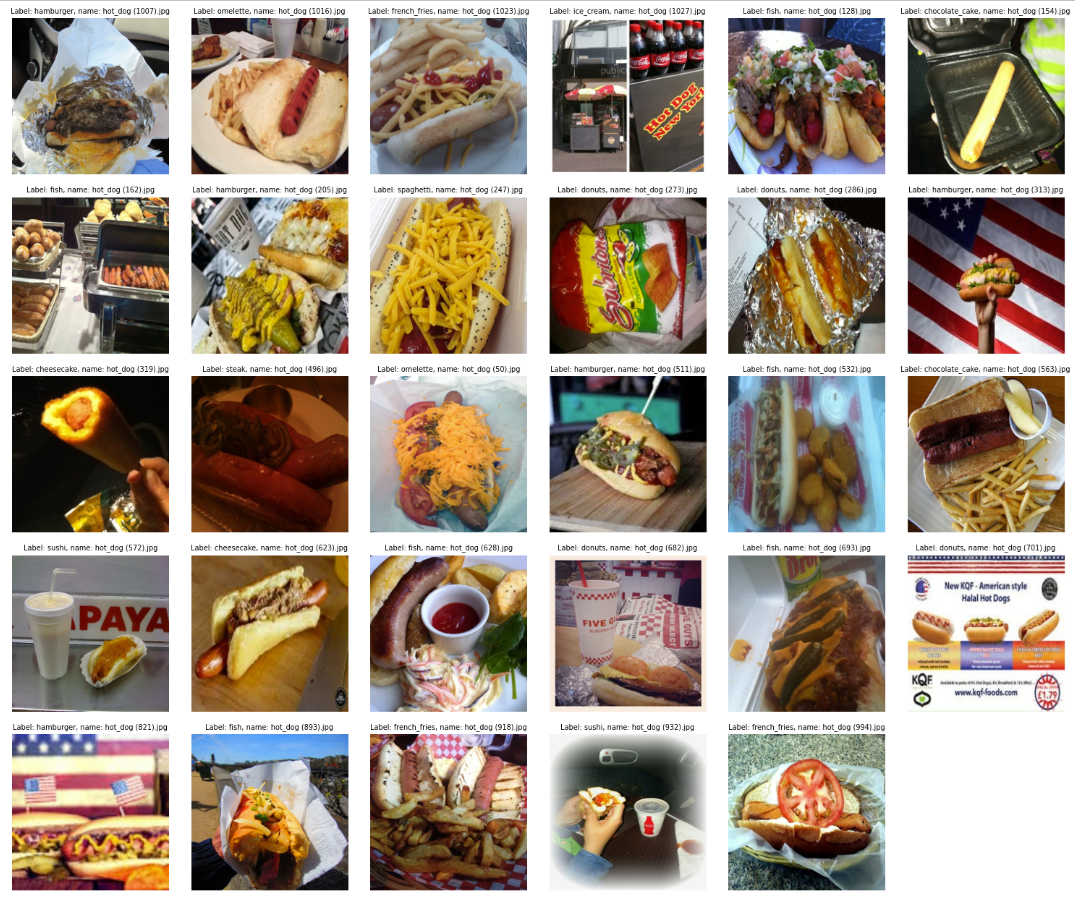 Label: hamburger, name: hot_dog (1007).jpg
Label: omelette, name: hot_dog (1016).jpg
Label: french_fries, name: hot_dog (1023).jpg
Label: ice_cream, name: hot_dog (1027).jpg
Label: fish, name: hot_dog (128).jpg
Label: chocolate_cake, name: hot_dog (154).jpg
public
Coca-Cola
Hot Dog
New York
Label: fish, name: hot_dog (162).jpg
Label: hamburger, name: hot_dog (205).jpg
Label: spaghetti, name: hot_dog (247).jpg
Label: donuts, name: hot_dog (273).jpg
Label: donuts, name: hot_dog (286).jpg
Label: hamburger, name: hot_dog (313).jpg
Label: cheesecake, name: hot_dog (319).jpg
Label: steak, name: hot_dog (496).jpg
Label: omelette, name: hot_dog (50).jpg
Label: hamburger, name: hot_dog (511).jpg
Label: fish, name: hot_dog (532).jpg
Label: chocolate_cake, name: hot_dog (563).jpg
Label: sushi, name: hot_dog (572).jpg
Label: cheesecake, name: hot_dog (623).jpg
Label: fish, name: hot_dog (628).jpg
Label: donuts, name: hot_dog (682).jpg
Label: fish, name: hot_dog (693).jpg
Label: donuts, name: hot_dog (701).jpg
APAYA
FIVE
New KQF - American style
Halal Hot Dogs
KQF
www.kqf-foods.com
£1.79
Label: hamburger, name: hot_dog (821).jpg
Label: fish, name: hot_dog (893).jpg
Label: french_fries, name: hot_dog (918).jpg
Label: sushi, name: hot_dog (932).jpg
Label: french_fries, name: hot_dog (994).jpg